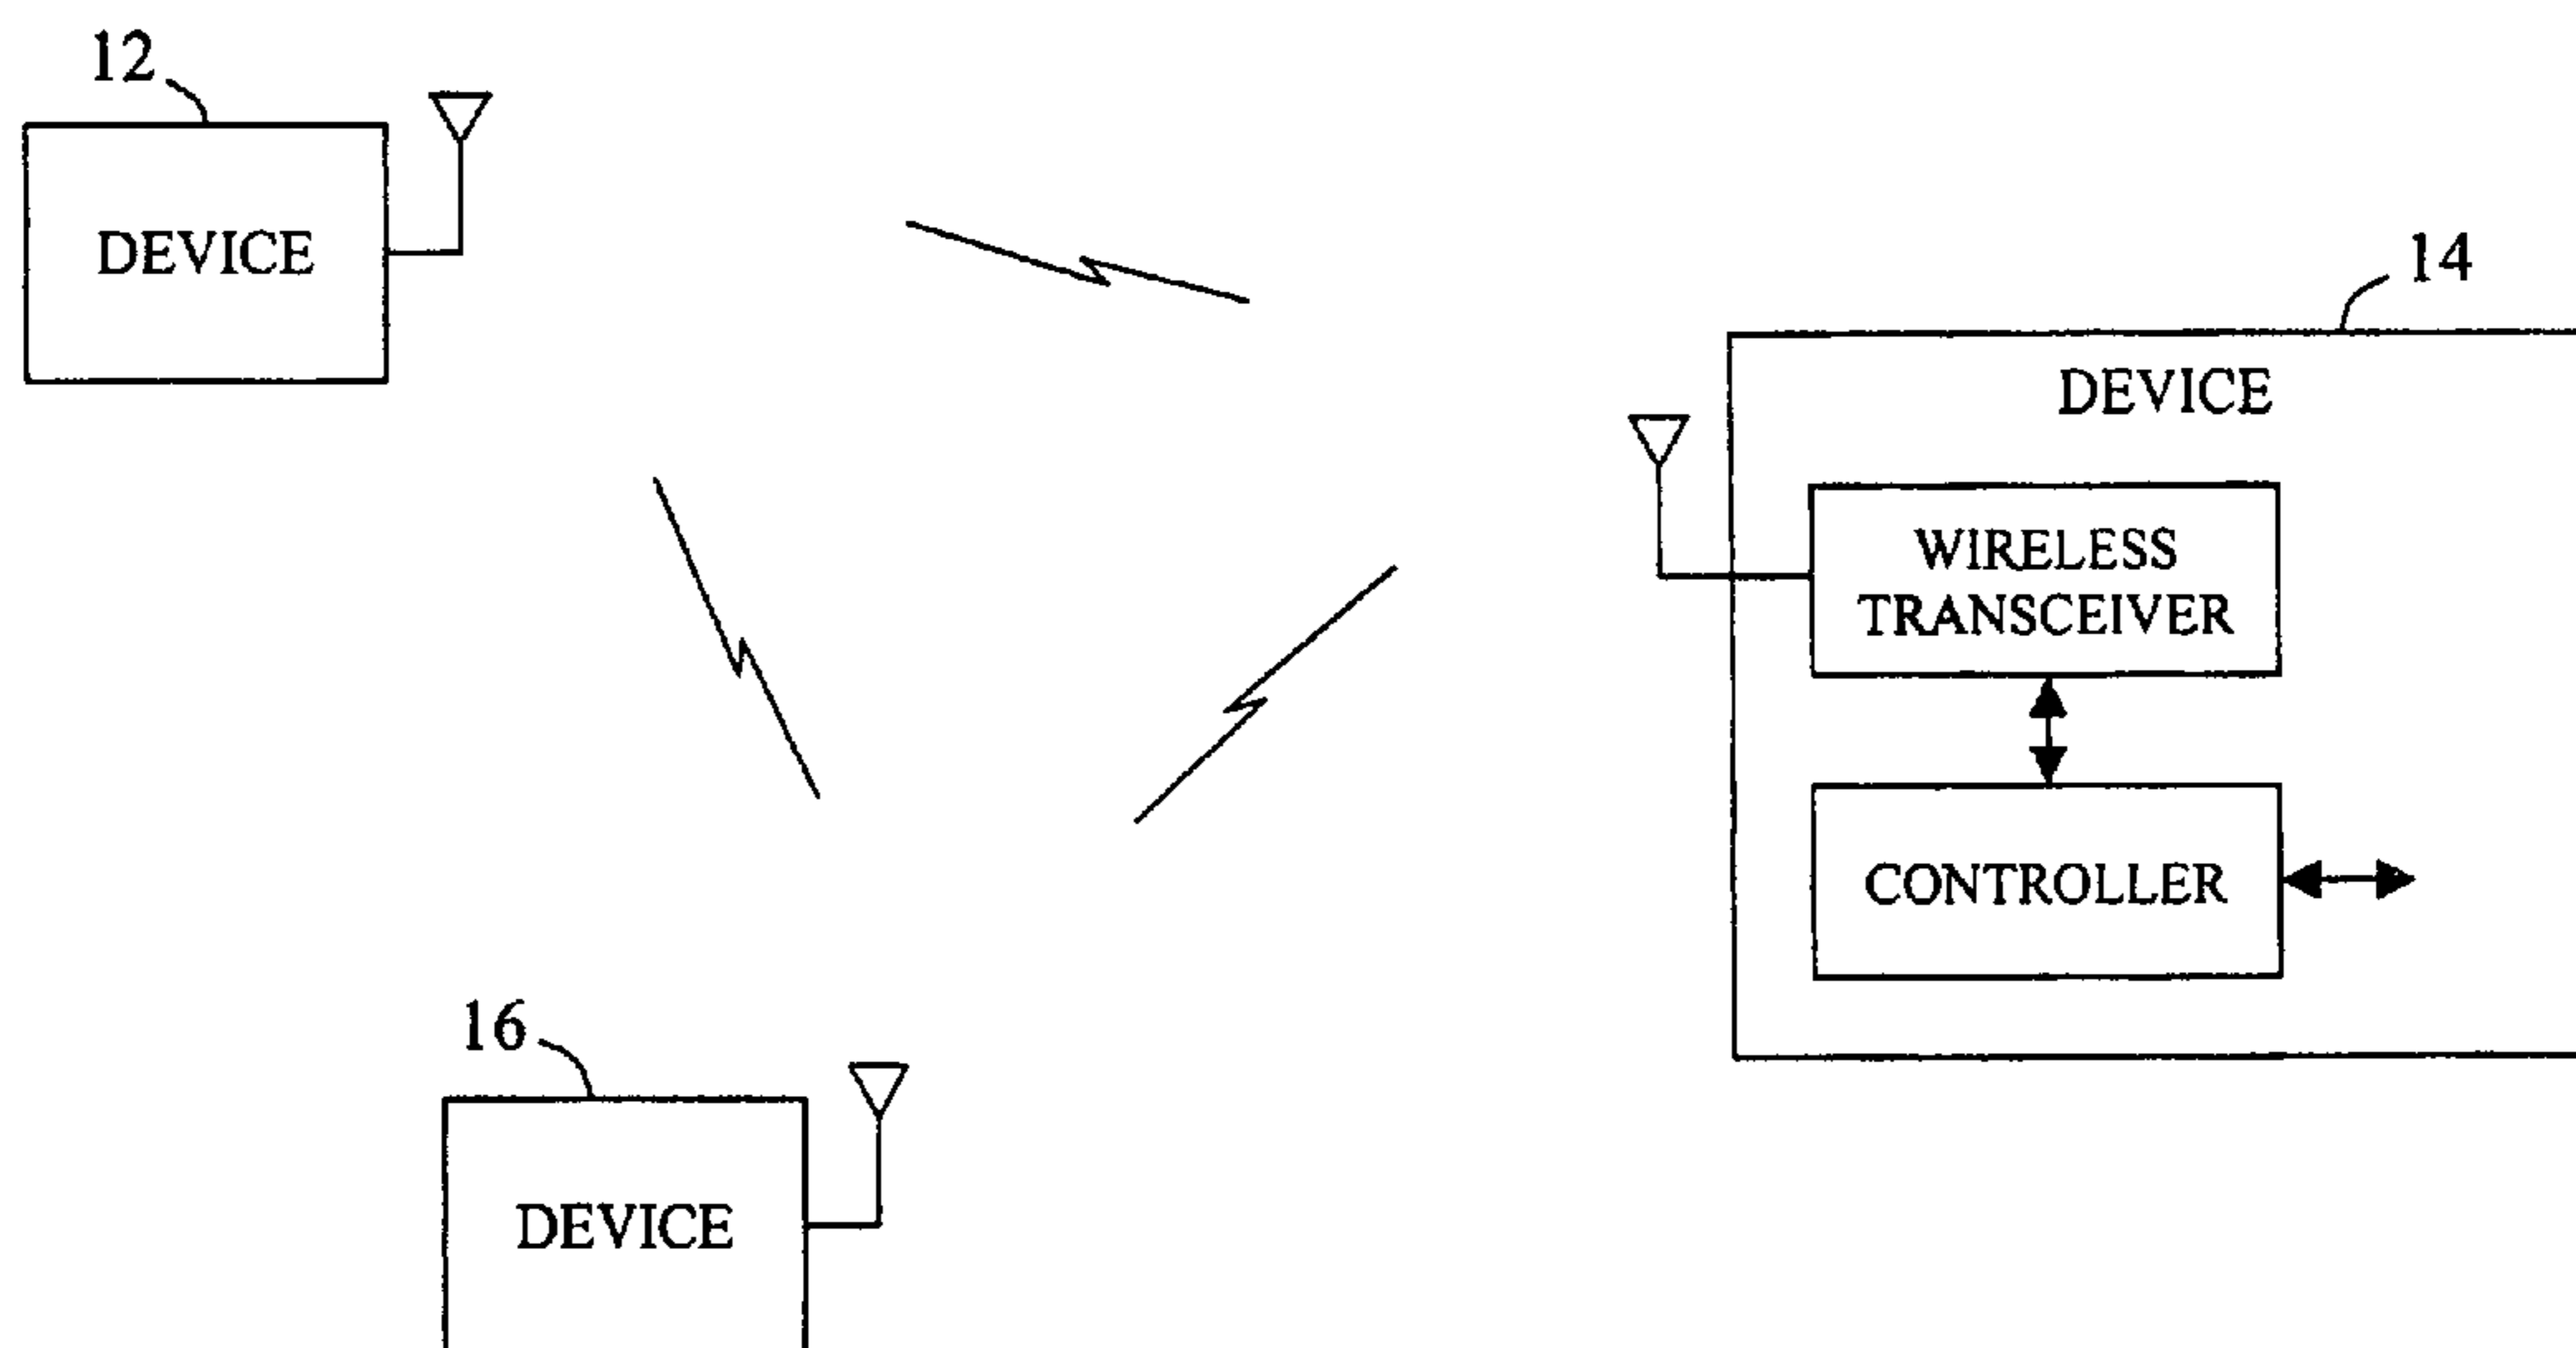 12
DEVICE
14
DEVICE
WIRELESS
TRANSCEIVER
CONTROLLER
16
DEVICE